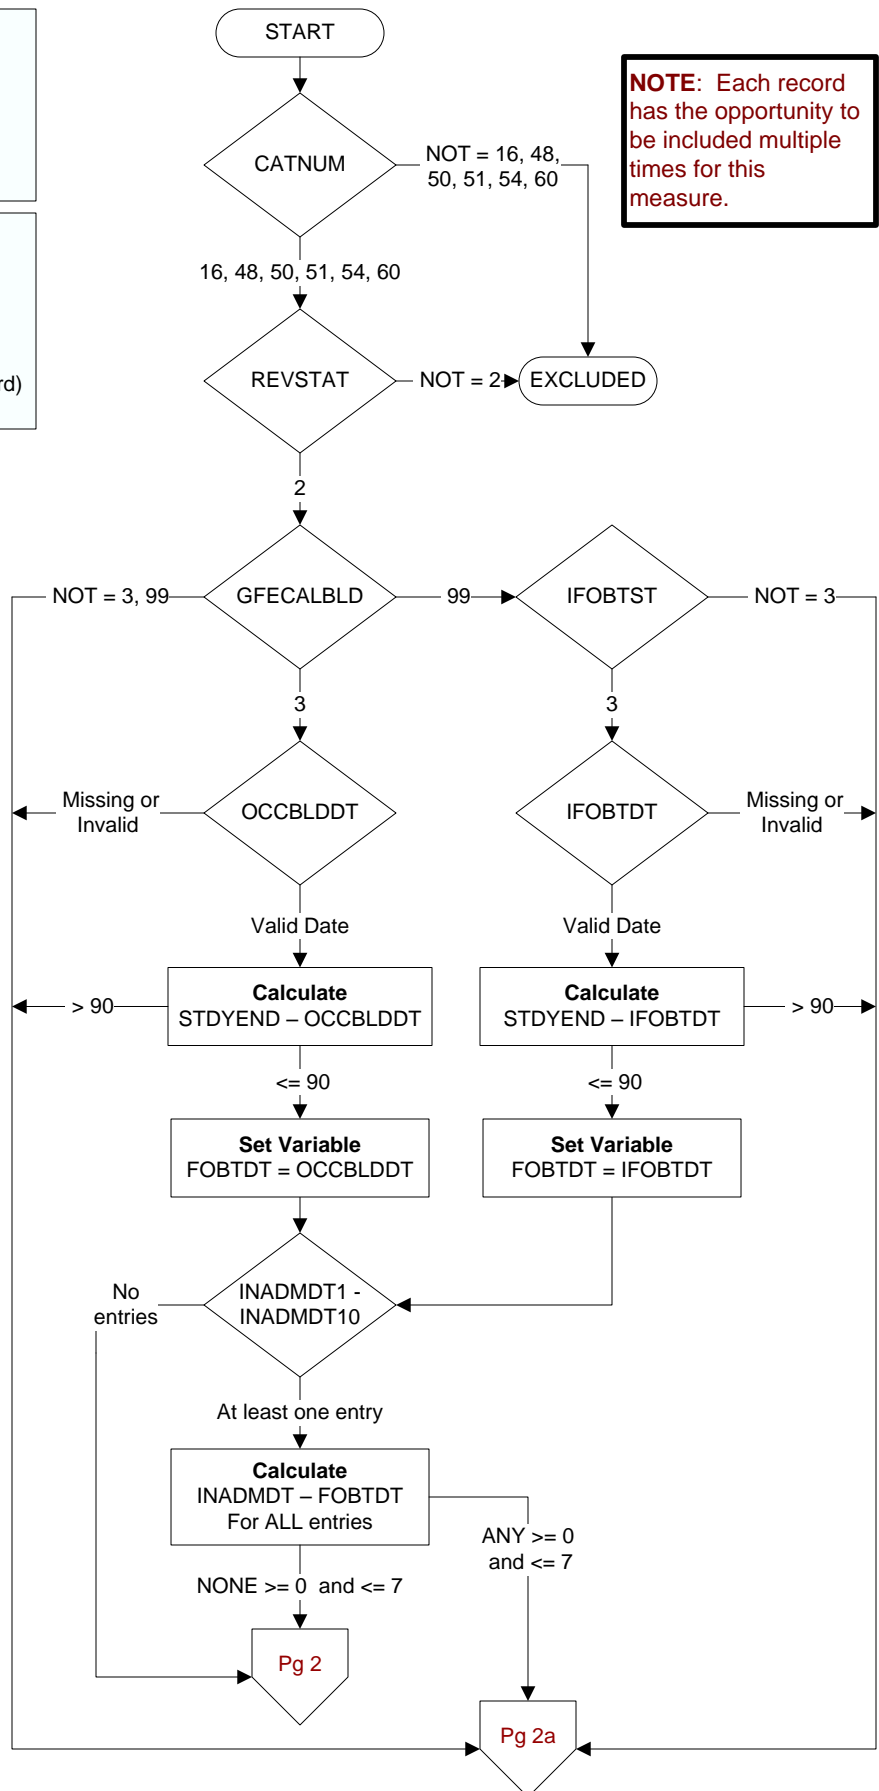 START
NOTE: Each record
has the opportunity to
be included multiple
times for this
measure.
CATNUM
NOT = 16, 48,
50, 51, 54, 60
16, 48, 50, 51, 54, 60
REVSTAT
NOT = 2
EXCLUDED
rd)
2
NOT = 3, 99
GFECALBLD
99
IFOBTST
NOT = 3
3
3
Missing or
Invalid
OCCBLDDT
IFOBTDT
Missing or
Invalid
Valid Date
Valid Date
> 90
Calculate
STDYEND – OCCBLDDT
Calculate
STDYEND – IFOBTDT
> 90
<= 90
<= 90
Set Variable
FOBTDT = OCCBLDDT
Set Variable
FOBTDT = IFOBTDT
No
entries
INADMDT1 -
INADMDT10
At least one entry
Calculate
INADMDT – FOBTDT
For ALL entries
ANY >= 0
and <= 7
NONE >= 0 and <= 7
Pg 2
Pg 2a